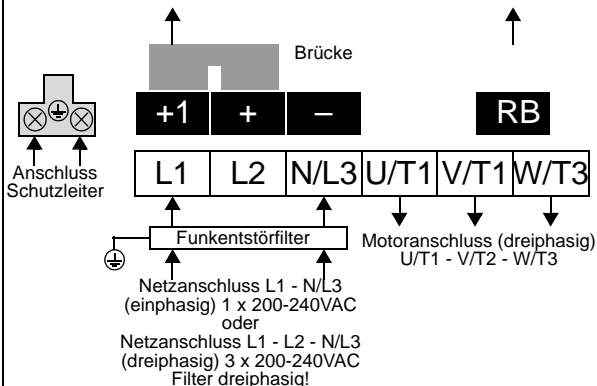 Brücke
+1 + – RB
Anschluss
Schutzleiter
L1 L2 N/L3 U/T1 V/T1 W/T3
Funkentstörfilter
Motoranschluss (dreiphasig)
U/T1 - V/T2 - W/T3
Netzanschluss L1 - N/L3
(einphasig) 1 x 200-240VAC
oder
Netzanschluss L1 - L2 - N/L3
(dreiphasig) 3 x 200-240VAC
Filter dreiphasig!